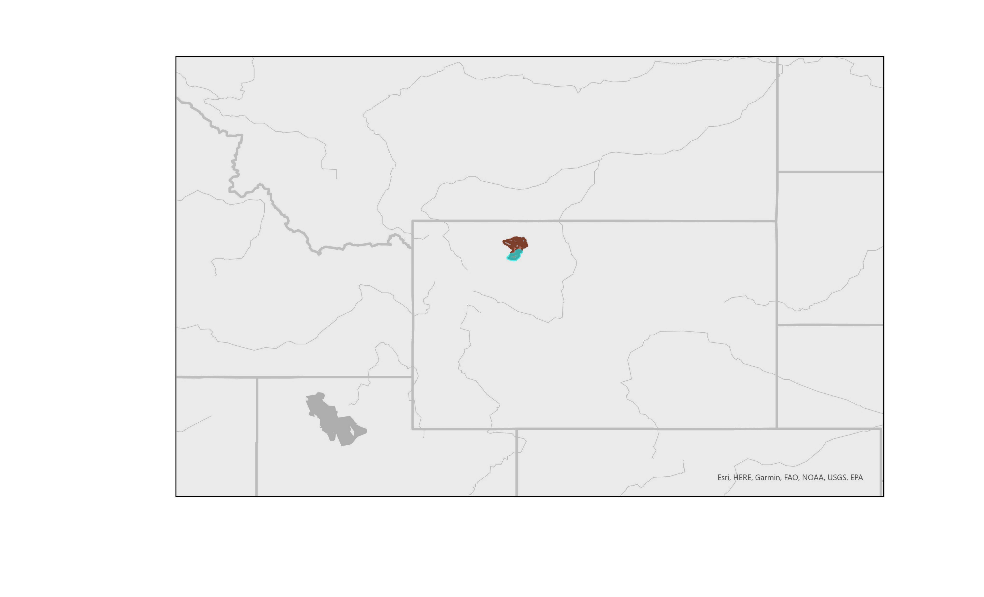 Esri, HERE, Garmin, FAO, NOAA, USGS, EPA